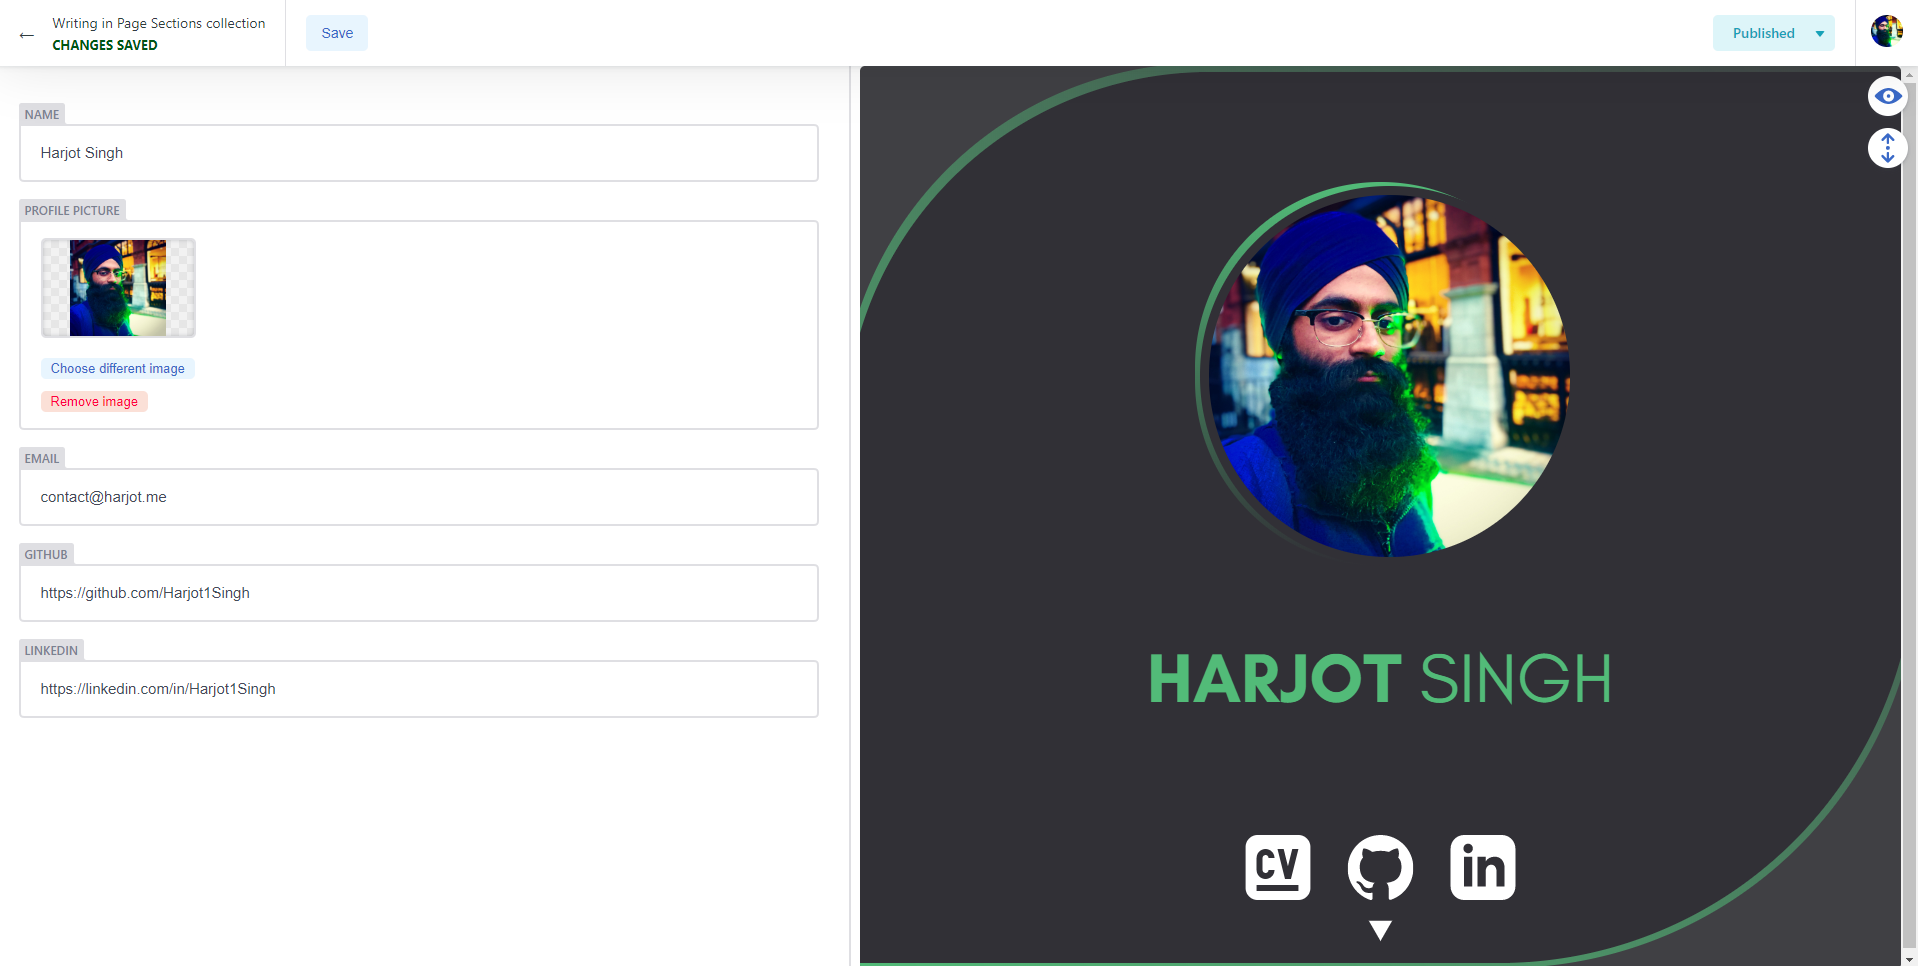 Writing in Page Sections collection
CHANGES SAVED
Save
Published
NAME
Harjot Singh
PROFILE PICTURE
Choose different image
Remove image
EMAIL
contact@harjot.me
GITHUB
https://github.com/Harjot1Singh
LINKEDIN
https://linkedin.com/in/Harjot1Singh
HARJOT SINGH
CV
in